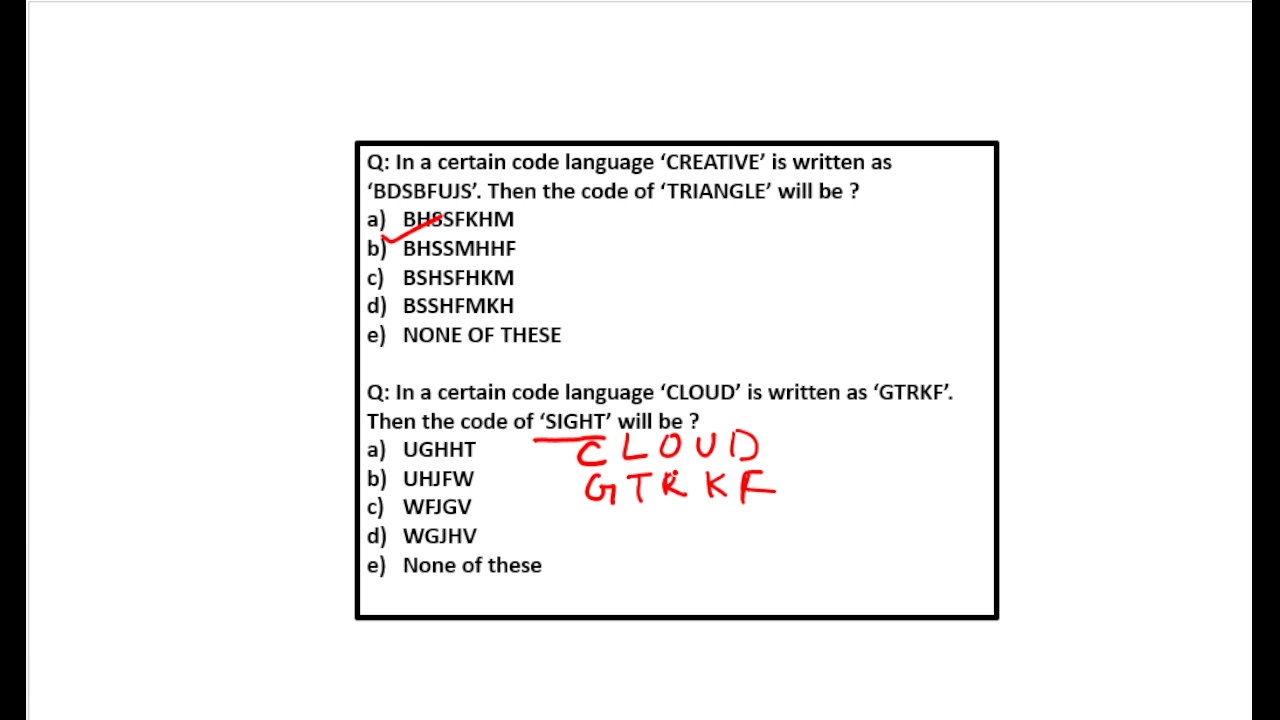 Q: In a certain code language ‘CREATIVE’ is written as
‘BDSBFUJS’. Then the code of ‘TRIANGLE’ will be ?
a) BHSSFKHM
b) BHSSMHHF
c) BSHSFHKM
d) BSSHFMKH
e) NONE OF THESE
Q: In a certain code language ‘CLOUD’ is written as ‘GTRKF’.
Then the code of ‘SIGHT’ will be ?
a) UGHHT
b) UHJFW
c) WFJGV
d) WGJHV
e) None of these
C L O U D
G T R K F